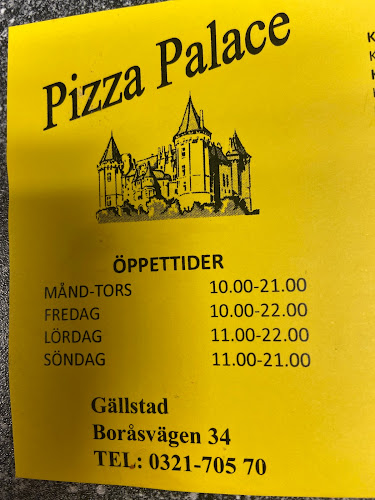 Pizza Palace
ÖPPETTIDER
MÅND-TORS 10.00-21.00
FREDAG 10.00-22.00
LÖRDAG 11.00-22.00
SÖNDAG 11.00-21.00
Gällstad
Boråsvägen 34
TEL: 0321-705 70